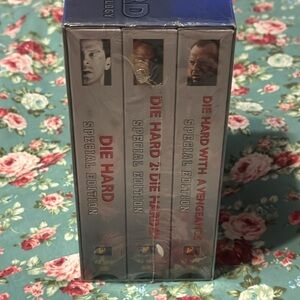 DIE HARD
SPECIAL EDITION
DIE HARD 2: DIE HARDER
SPECIAL EDITION
DIE HARD WITH A VENGEANCE
SPECIAL EDITION